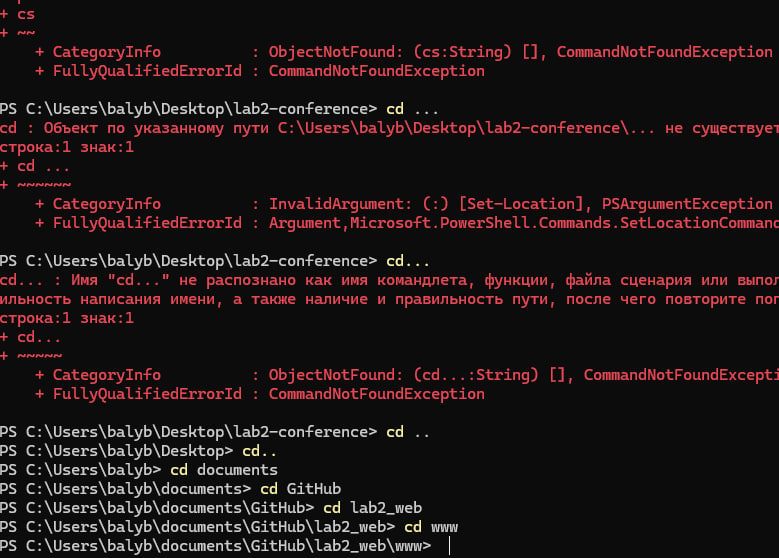 + cs
+ ~~
    + CategoryInfo          : ObjectNotFound: (cs:String) [], CommandNotFoundException
    + FullyQualifiedErrorId : CommandNotFoundException
PS C:\Users\balyb\Desktop\lab2-conference> cd ...
cd : Объект по указанному пути C:\Users\balyb\Desktop\lab2-conference\... не существует
строка:1 знак:1
+ cd ...
+ ~~~~~~
    + CategoryInfo          : InvalidArgument: (:) [Set-Location], PSArgumentException
    + FullyQualifiedErrorId : Argument,Microsoft.PowerShell.Commands.SetLocationCommand
PS C:\Users\balyb\Desktop\lab2-conference> cd...
cd... : Имя "cd..." не распознано как имя командлета, функции, файла сценария или выпол
ильность написания имени, а также наличие и правильность пути, после чего повторите поп
строка:1 знак:1
+ cd...
+ ~~~~~
    + CategoryInfo          : ObjectNotFound: (cd...:String) [], CommandNotFoundExcepti
    + FullyQualifiedErrorId : CommandNotFoundException
PS C:\Users\balyb\Desktop\lab2-conference> cd ..
PS C:\Users\balyb\Desktop> cd..
PS C:\Users\balyb> cd documents
PS C:\Users\balyb\documents> cd GitHub
PS C:\Users\balyb\documents\GitHub> cd lab2_web
PS C:\Users\balyb\documents\GitHub\lab2_web> cd www
PS C:\Users\balyb\documents\GitHub\lab2_web\www>